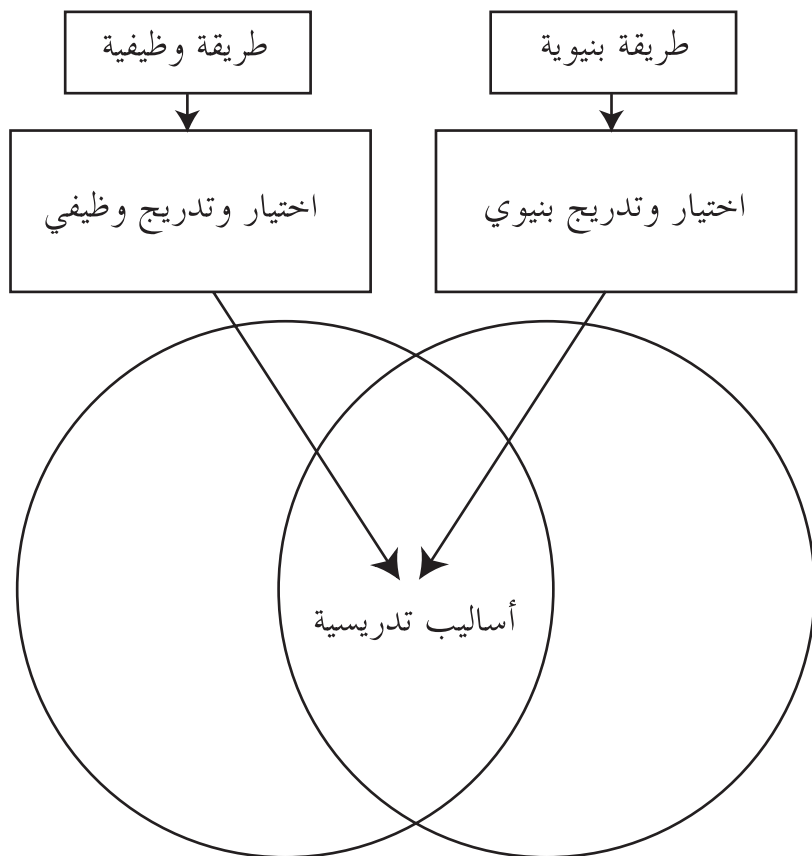 طريقة بنيوية
طريقة وظيفية
اختيار وتدريج بنيوي
اختيار وتدريج وظيفي
أساليب تدريسية